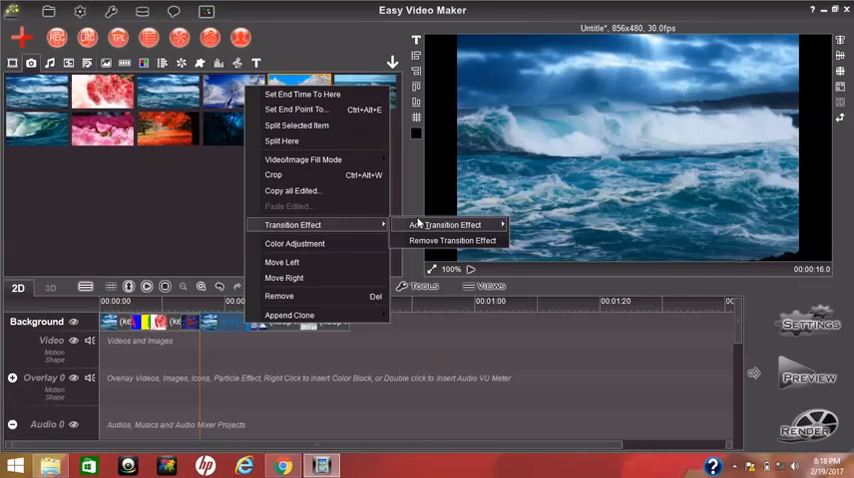 Easy Video Maker
Untitle*, 856x480, 30.0fps
REC
LRC
TPL
T
T
Set End Time To Here
Set End Point To... Ctrl+Alt+E
Split Selected Item
Split Here
Video/Image Fill Mode
Crop Ctrl+Alt+W
Copy all Edited...
Paste Edited...
Transition Effect
Add Transition Effect
Remove Transition Effect
Color Adjustment
Move Left
Move Right
Remove Del
Append Clone
100%
00:00:16.0
2D 3D
TOOLS VIEWS
00:00:00
00:01:00
00:01:20
Background
Video
Motion
Shape
Videos and Images
Overlay 0
Motion
Shape
Overlay Videos, Images, Icons, Particle Effect, Right Click to Insert Color Block, or Double click to Insert Audio VU Meter
Audio 0
Audios, Musics and Audio Mixer Projects
SETTINGS
PREVIEW
RENDER
hp
8:18 PM
2/19/2017